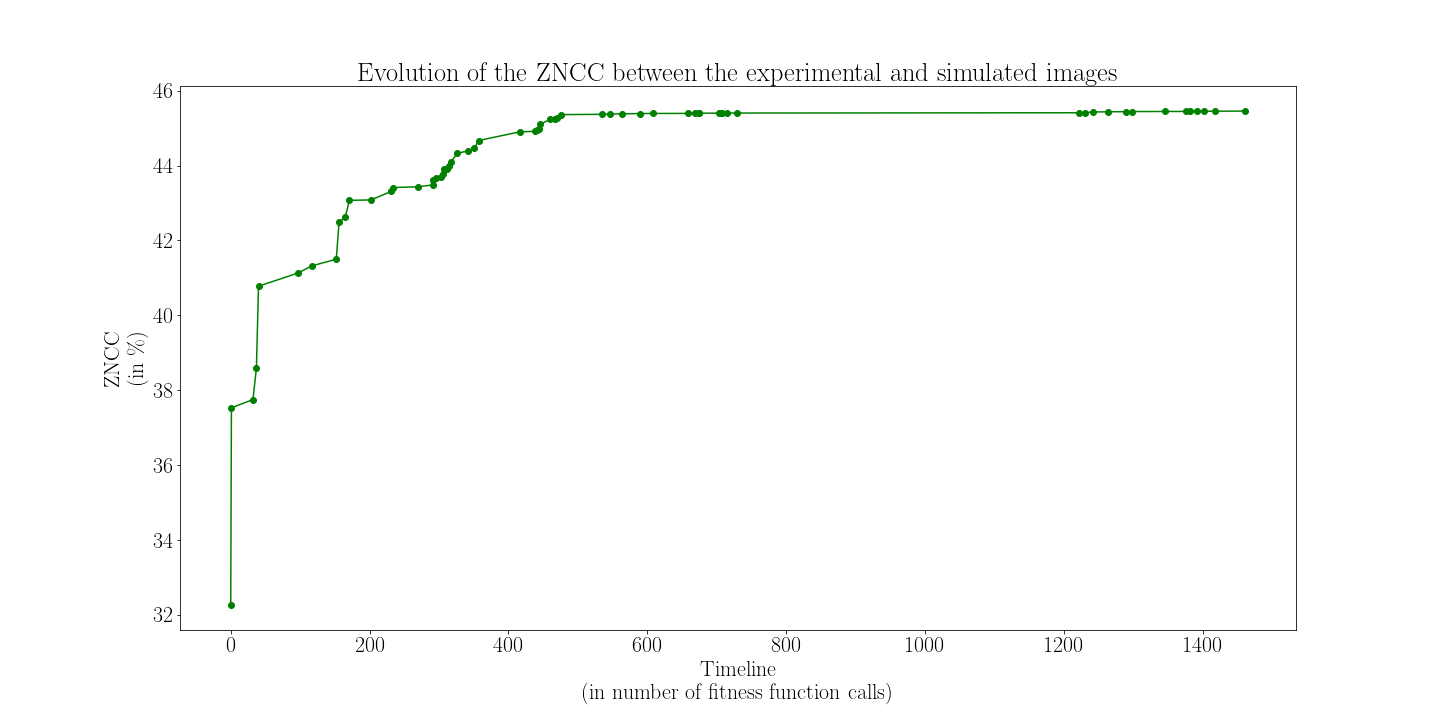 Evolution of the ZNCC between the experimental and simulated images
46
44
42
40
38
36
34
32
ZNCC
(in %)
0 200 400 600 800 1000 1200 1400
Timeline
(in number of fitness function calls)